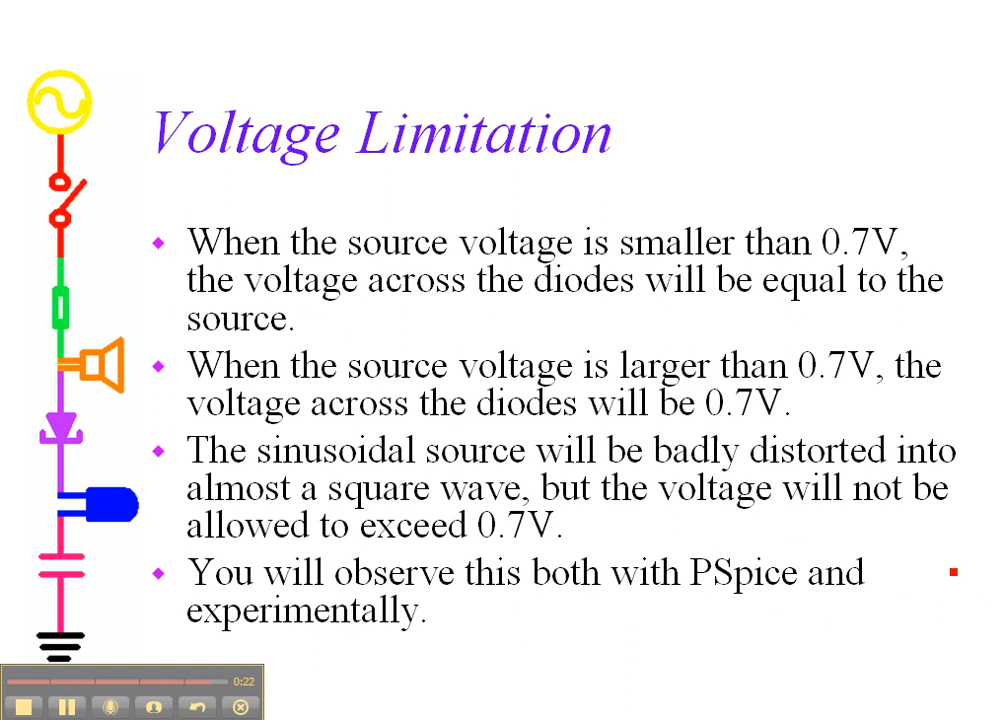 Voltage Limitation
When the source voltage is smaller than 0.7V,
the voltage across the diodes will be equal to the
source.
When the source voltage is larger than 0.7V, the
voltage across the diodes will be 0.7V.
The sinusoidal source will be badly distorted into
almost a square wave, but the voltage will not be
allowed to exceed 0.7V.
You will observe this both with PSpice and
experimentally.
0:22